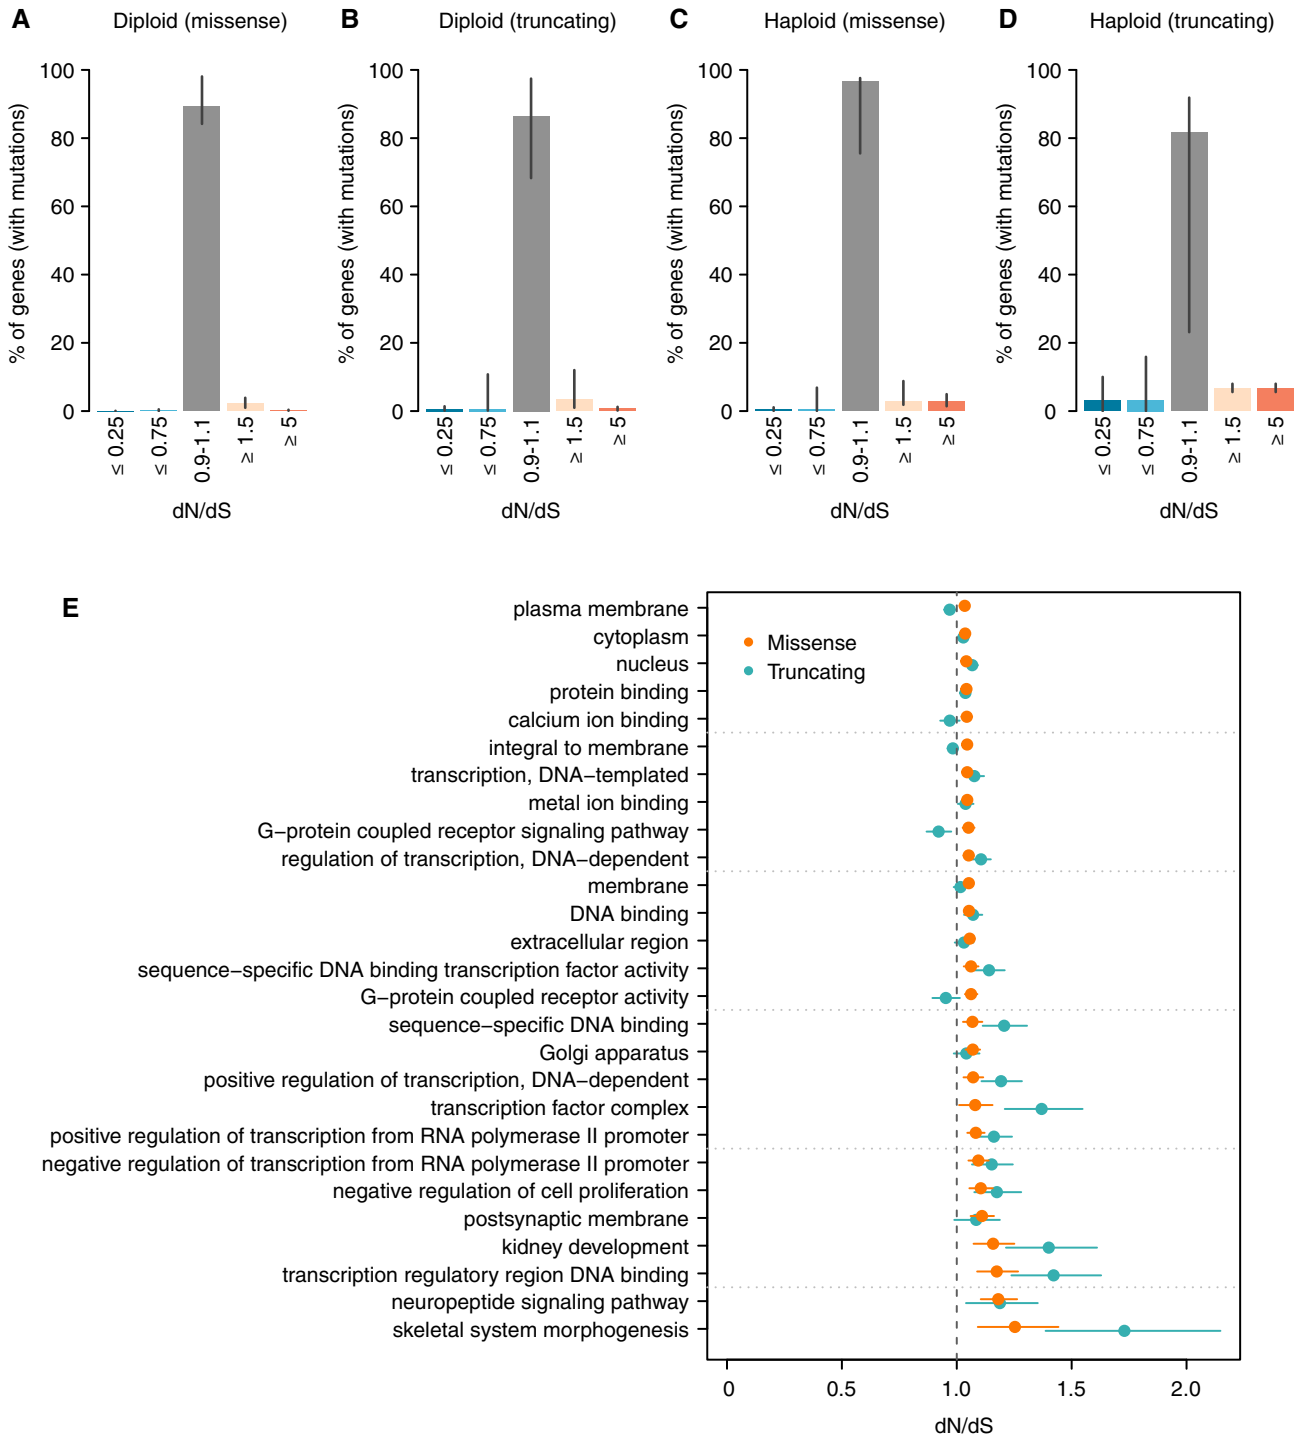 A
Diploid (missense)
% of genes (with mutations)
100
80
60
40
20
0
≤ 0.25
≤ 0.75
0.9-1.1
≥ 1.5
≥ 5
dN/dS
B
Diploid (truncating)
% of genes (with mutations)
100
80
60
40
20
0
≤ 0.25
≤ 0.75
0.9-1.1
≥ 1.5
≥ 5
dN/dS
C
Haploid (missense)
% of genes (with mutations)
100
80
60
40
20
0
≤ 0.25
≤ 0.75
0.9-1.1
≥ 1.5
≥ 5
dN/dS
D
Haploid (truncating)
% of genes (with mutations)
100
80
60
40
20
0
≤ 0.25
≤ 0.75
0.9-1.1
≥ 1.5
≥ 5
dN/dS
E
plasma membrane
cytoplasm
nucleus
protein binding
calcium ion binding
integral to membrane
transcription, DNA−templated
metal ion binding
G−protein coupled receptor signaling pathway
regulation of transcription, DNA−dependent
membrane
DNA binding
extracellular region
sequence−specific DNA binding transcription factor activity
G−protein coupled receptor activity
sequence−specific DNA binding
Golgi apparatus
positive regulation of transcription, DNA−dependent
transcription factor complex
positive regulation of transcription from RNA polymerase II promoter
negative regulation of transcription from RNA polymerase II promoter
negative regulation of cell proliferation
postsynaptic membrane
kidney development
transcription regulatory region DNA binding
neuropeptide signaling pathway
skeletal system morphogenesis
Missense
Truncating
0
0.5
1.0
1.5
2.0
dN/dS